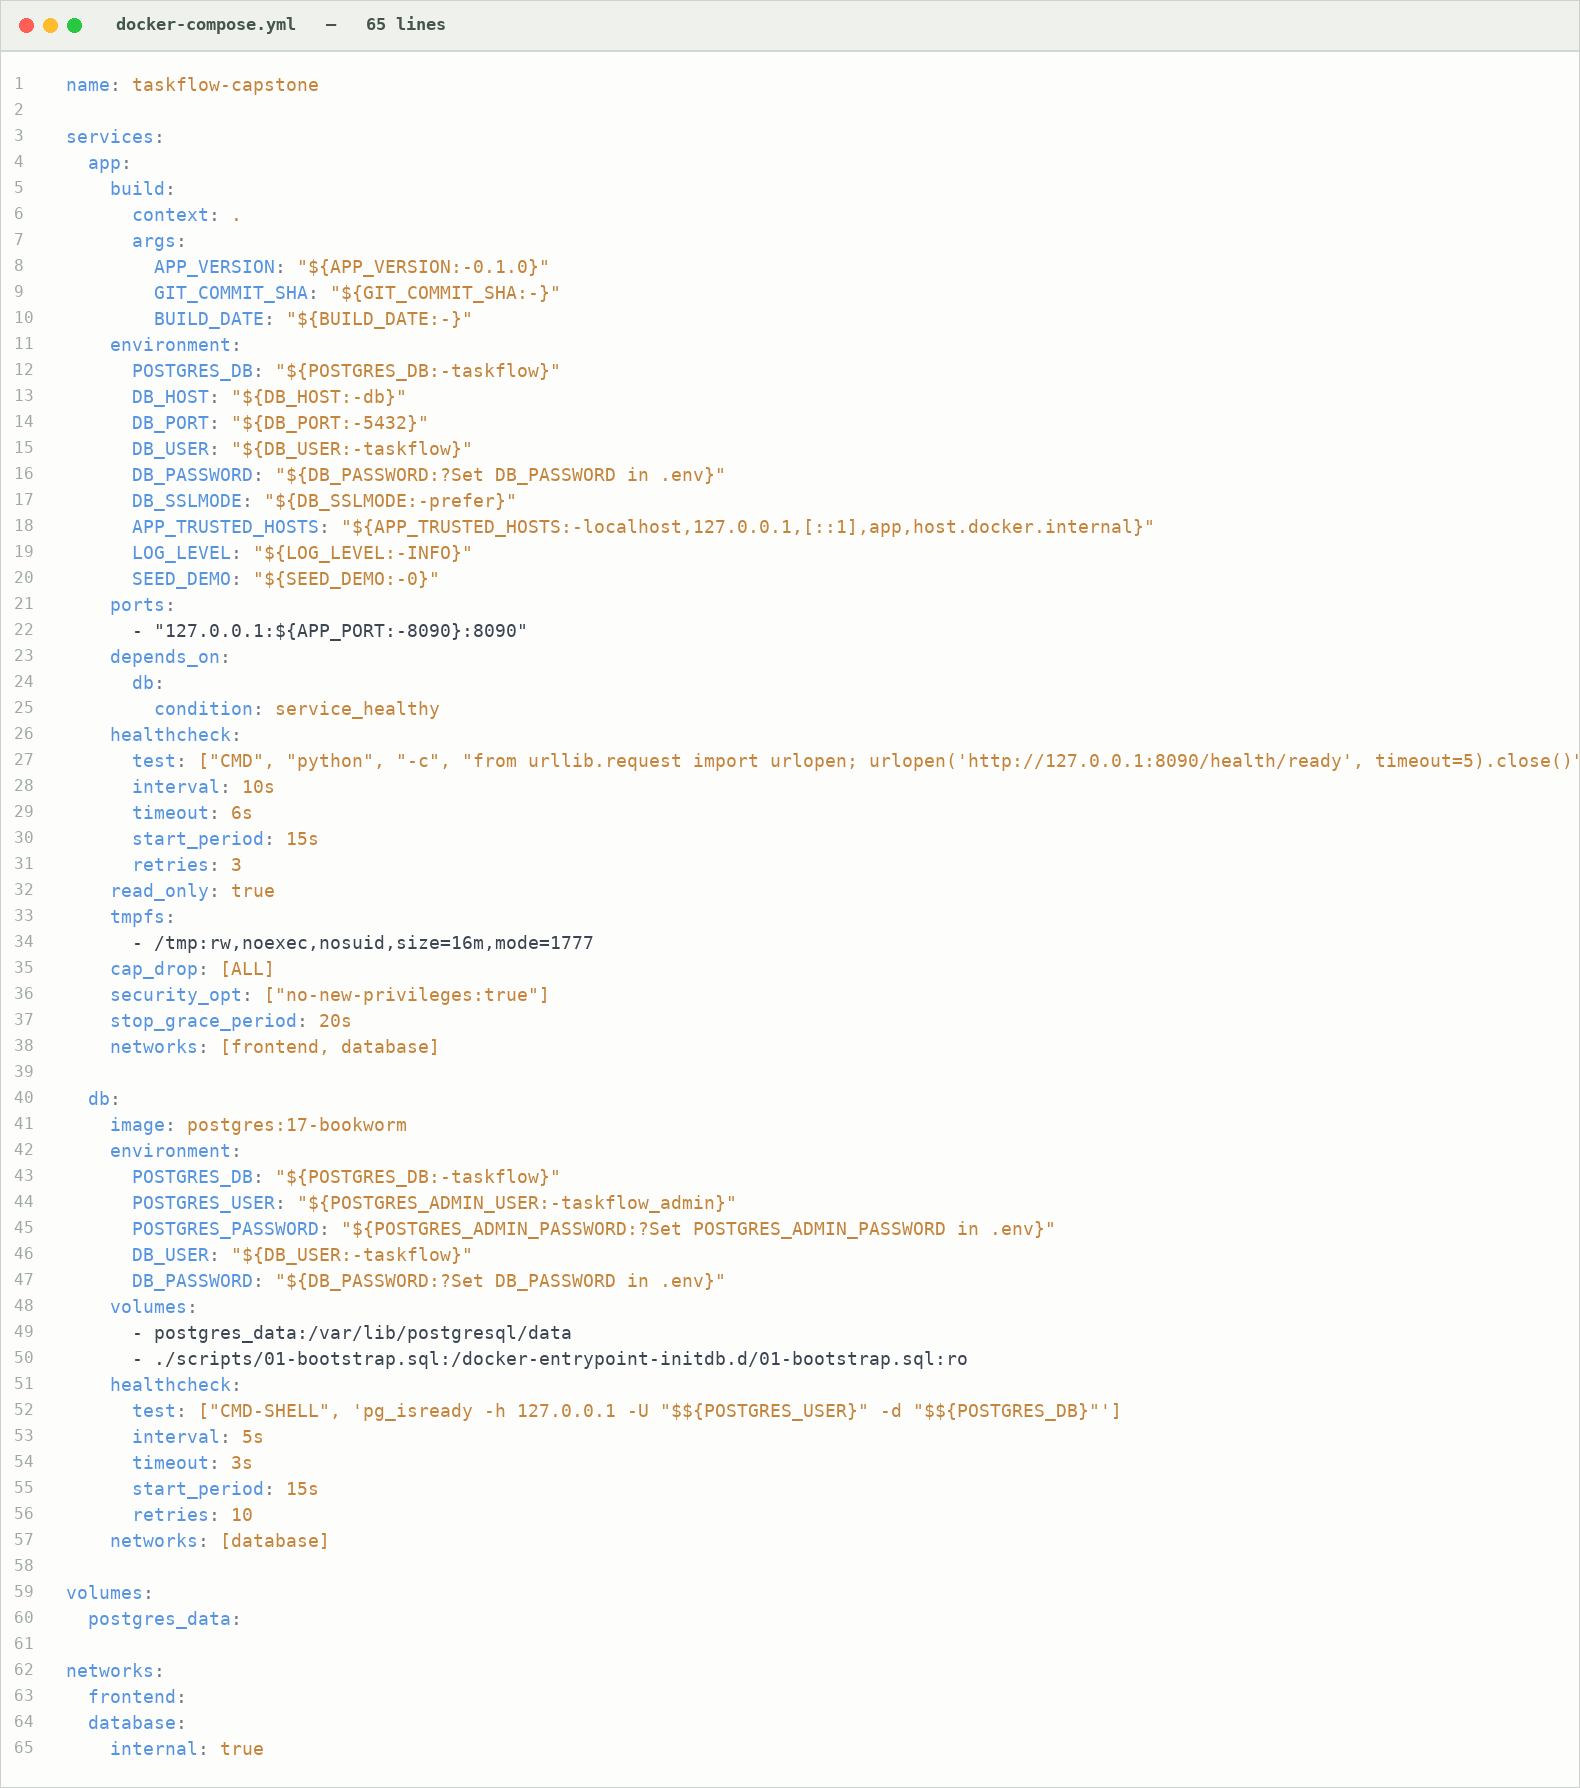 docker-compose.yml — 65 lines
1 name: taskflow-capstone
2
3 services:
4   app:
5     build:
6       context: .
7       args:
8         APP_VERSION: "${APP_VERSION:-0.1.0}"
9         GIT_COMMIT_SHA: "${GIT_COMMIT_SHA:-}"
10         BUILD_DATE: "${BUILD_DATE:-}"
11     environment:
12       POSTGRES_DB: "${POSTGRES_DB:-taskflow}"
13       DB_HOST: "${DB_HOST:-db}"
14       DB_PORT: "${DB_PORT:-5432}"
15       DB_USER: "${DB_USER:-taskflow}"
16       DB_PASSWORD: "${DB_PASSWORD:?Set DB_PASSWORD in .env}"
17       DB_SSLMODE: "${DB_SSLMODE:-prefer}"
18       APP_TRUSTED_HOSTS: "${APP_TRUSTED_HOSTS:-localhost,127.0.0.1,[::1],app,host.docker.internal}"
19       LOG_LEVEL: "${LOG_LEVEL:-INFO}"
20       SEED_DEMO: "${SEED_DEMO:-0}"
21     ports:
22       - "127.0.0.1:${APP_PORT:-8090}:8090"
23     depends_on:
24       db:
25         condition: service_healthy
26     healthcheck:
27       test: ["CMD", "python", "-c", "from urllib.request import urlopen; urlopen('http://127.0.0.1:8090/health/ready', timeout=5).close()"
28       interval: 10s
29       timeout: 6s
30       start_period: 15s
31       retries: 3
32     read_only: true
33     tmpfs:
34       - /tmp:rw,noexec,nosuid,size=16m,mode=1777
35     cap_drop: [ALL]
36     security_opt: ["no-new-privileges:true"]
37     stop_grace_period: 20s
38     networks: [frontend, database]
39
40   db:
41     image: postgres:17-bookworm
42     environment:
43       POSTGRES_DB: "${POSTGRES_DB:-taskflow}"
44       POSTGRES_USER: "${POSTGRES_ADMIN_USER:-taskflow_admin}"
45       POSTGRES_PASSWORD: "${POSTGRES_ADMIN_PASSWORD:?Set POSTGRES_ADMIN_PASSWORD in .env}"
46       DB_USER: "${DB_USER:-taskflow}"
47       DB_PASSWORD: "${DB_PASSWORD:?Set DB_PASSWORD in .env}"
48     volumes:
49       - postgres_data:/var/lib/postgresql/data
50       - ./scripts/01-bootstrap.sql:/docker-entrypoint-initdb.d/01-bootstrap.sql:ro
51     healthcheck:
52       test: ["CMD-SHELL", 'pg_isready -h 127.0.0.1 -U "$${POSTGRES_USER}" -d "$${POSTGRES_DB}"']
53       interval: 5s
54       timeout: 3s
55       start_period: 15s
56       retries: 10
57     networks: [database]
58
59 volumes:
60   postgres_data:
61
62 networks:
63   frontend:
64   database:
65     internal: true